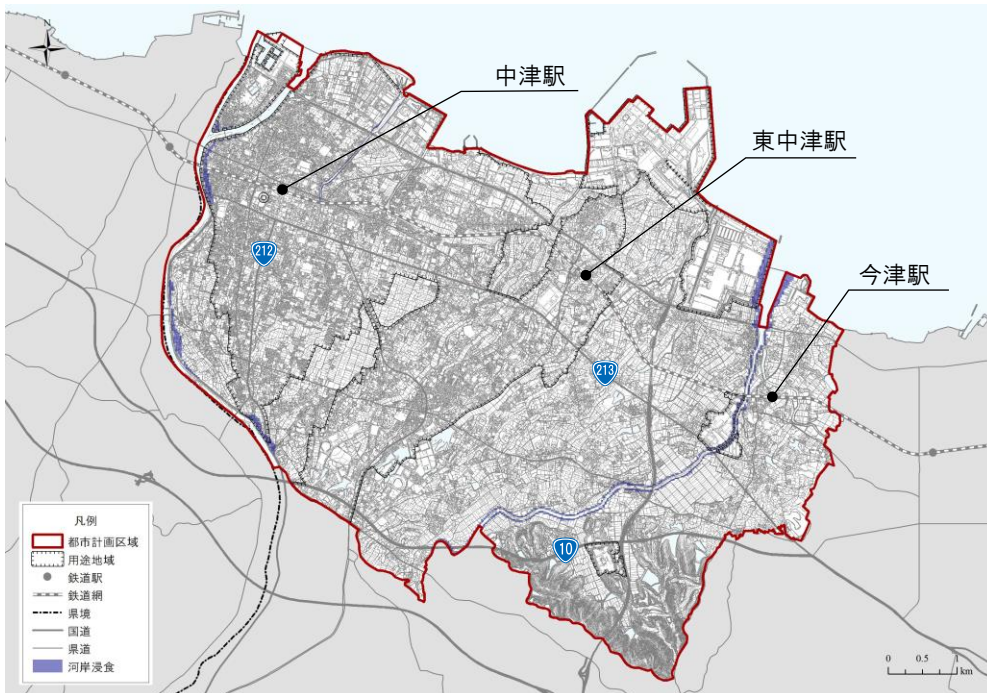 N
中津駅
東中津駅
今津駅
212
213
10
凡例
都市計画区域
用途地域
鉄道駅
鉄道網
県境
国道
県道
河岸浸食
0 0.5 1
km